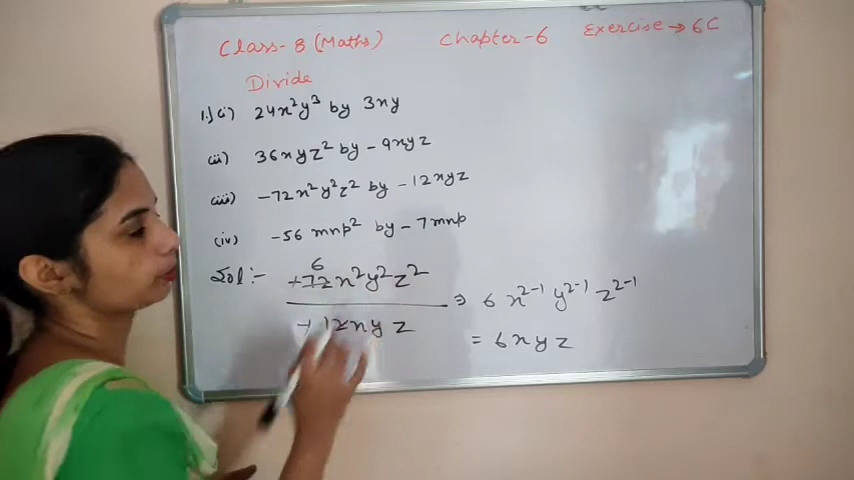 Class-8 (Maths) Chapter-6 Exercise→6C
Divide
1.) (i) 24x²y³ by 3xy
(ii) 36xyz² by -9xyz
(iii) -72x²y²z² by -12xyz
(iv) -56mnp² by -7mnp
Sol:- 6
+72x²y²z² ⇒ 6 x²⁻¹ y²⁻¹ z²⁻¹
+12xyz = 6xyz